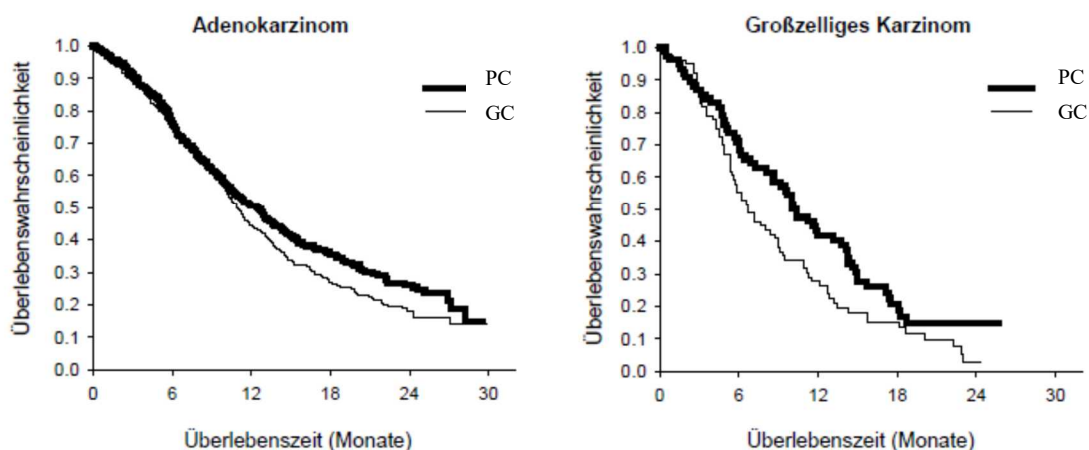 Adenokarzinom
Überlebenswahrscheinlichkeit
1.0
0.9
0.8
0.7
0.6
0.5
0.4
0.3
0.2
0.1
0.0
0 6 12 18 24 30
Überlebenszeit (Monate)
PC
GC
Großzelliges Karzinom
Überlebenswahrscheinlichkeit
1.0
0.9
0.8
0.7
0.6
0.5
0.4
0.3
0.2
0.1
0.0
0 6 12 18 24 30
Überlebenszeit (Monate)
PC
GC